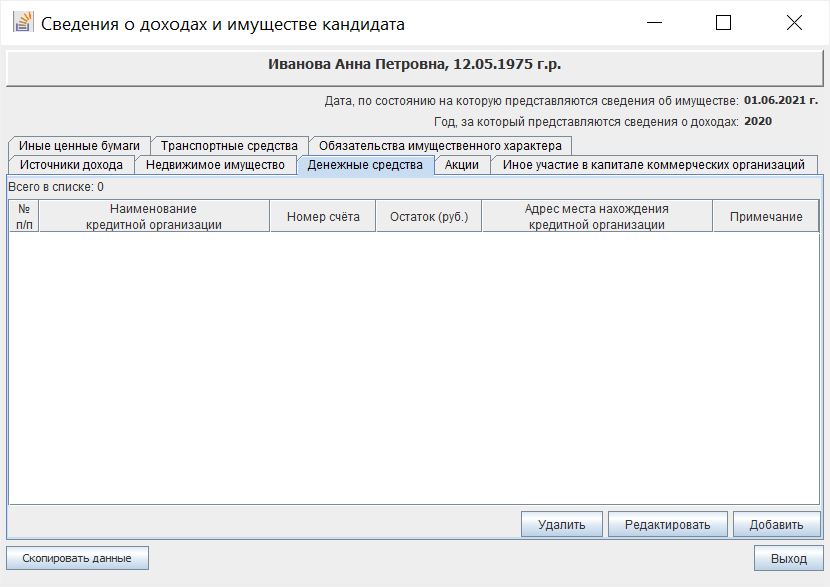 Сведения о доходах и имуществе кандидата
Иванова Анна Петровна, 12.05.1975 г.р.
Дата, по состоянию на которую представляются сведения об имуществе: 01.06.2021 г.
Год, за который представляются сведения о доходах: 2020
Иные ценные бумаги Транспортные средства Обязательства имущественного характера
Источники дохода Недвижимое имущество Денежные средства Акции Иное участие в капитале коммерческих организаций
Всего в списке: 0
№ п/п
Наименование
кредитной организации
Номер счёта
Остаток (руб.)
Адрес места нахождения
кредитной организации
Примечание
Удалить Редактировать Добавить
Скопировать данные Выход